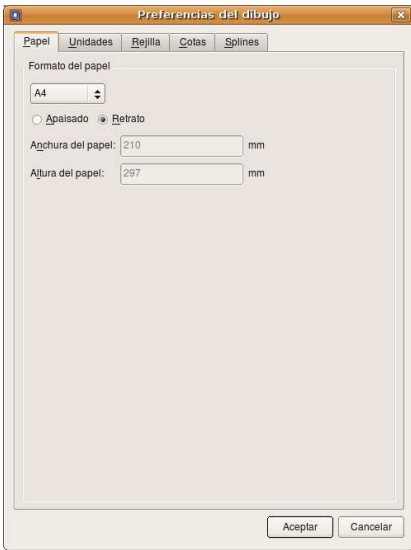 Preferencias del dibujo
Papel Unidades Rejilla Cotas Splines
Formato del papel
A4
Apaisado Retrato
Anchura del papel: 210 mm
Altura del papel: 297 mm
Aceptar Cancelar